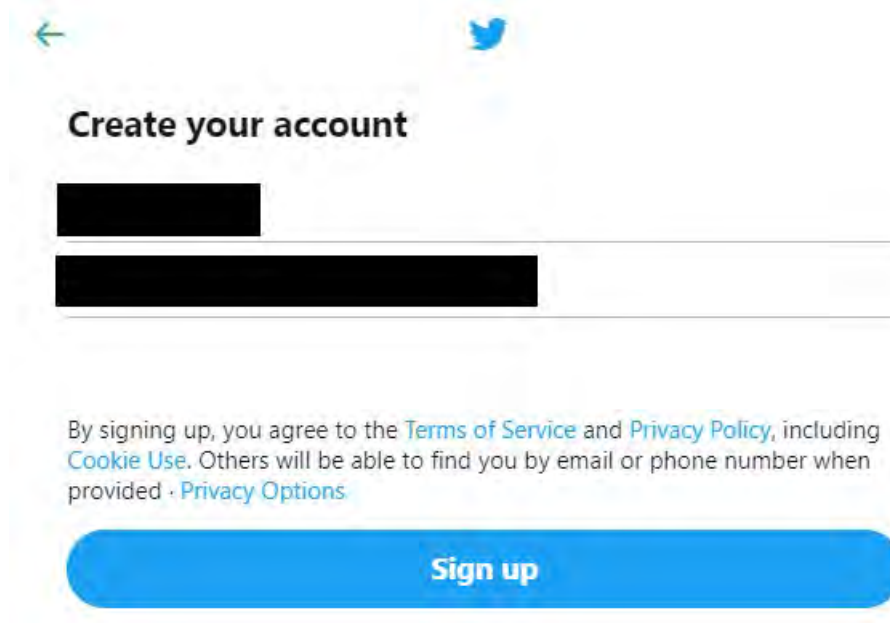 Create your account
By signing up, you agree to the Terms of Service and Privacy Policy, including
Cookie Use. Others will be able to find you by email or phone number when
provided · Privacy Options
Sign up